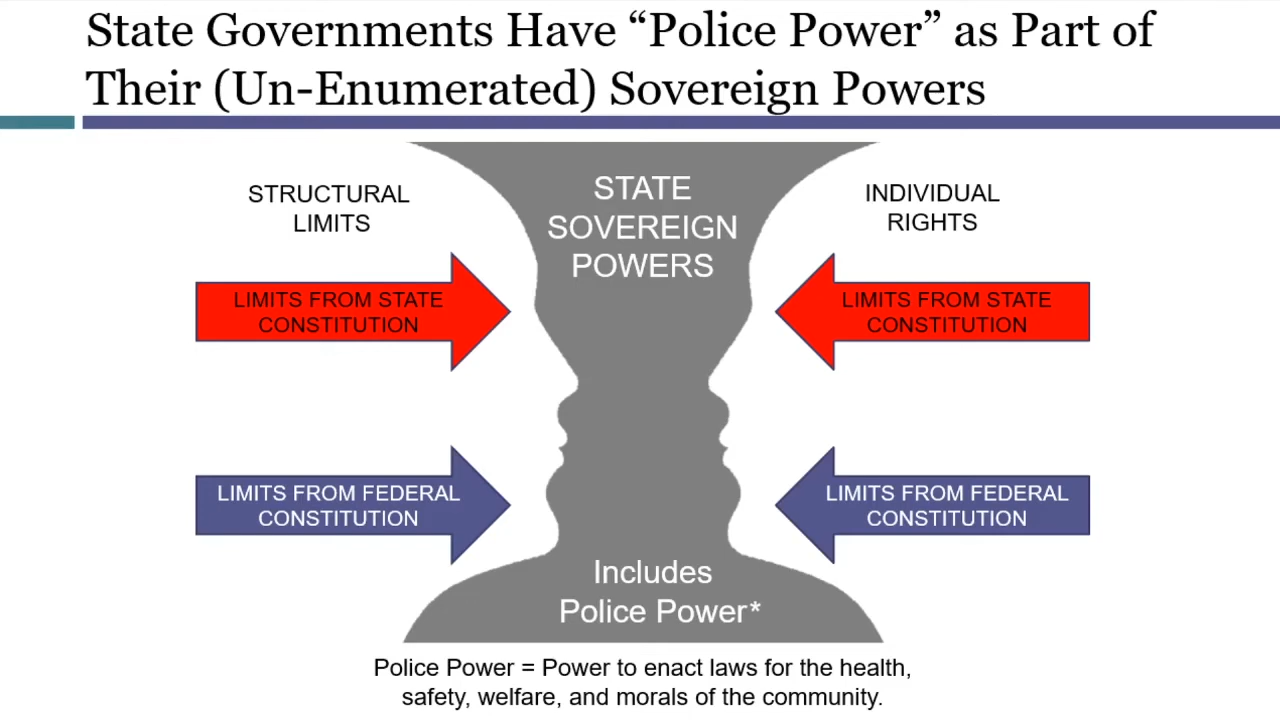 State Governments Have “Police Power” as Part of
Their (Un-Enumerated) Sovereign Powers
STRUCTURAL
LIMITS
STATE
SOVEREIGN
POWERS
INDIVIDUAL
RIGHTS
LIMITS FROM STATE
CONSTITUTION
LIMITS FROM STATE
CONSTITUTION
LIMITS FROM FEDERAL
CONSTITUTION
LIMITS FROM FEDERAL
CONSTITUTION
Includes
Police Power*
Police Power = Power to enact laws for the health,
safety, welfare, and morals of the community.